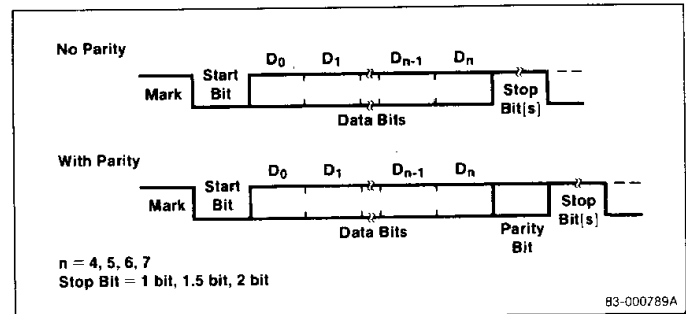 No Parity
D0 D1 Dn-1 Dn
Mark
Start
Bit
Data Bits
Stop
Bit[s]
With Parity
D0 D1 Dn-1 Dn
Mark
Start
Bit
Data Bits
Parity
Bit
Stop
Bit[s]
n = 4, 5, 6, 7
Stop Bit = 1 bit, 1.5 bit, 2 bit
83-000789A